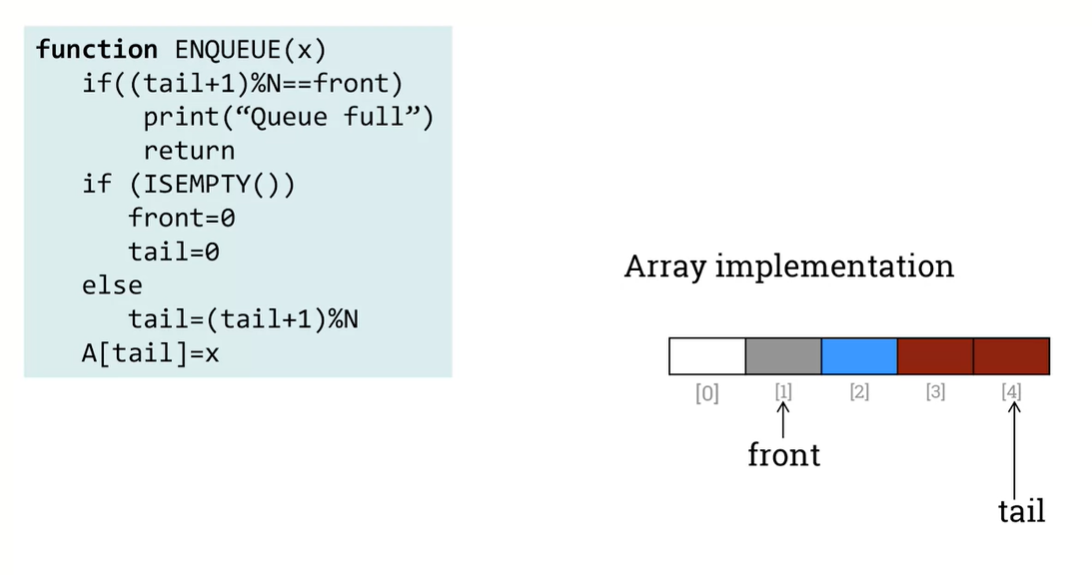 function ENQUEUE(x)
if((tail+1)%N==front)
print(“Queue full”)
return
if (ISEMPTY())
front=0
tail=0
else
tail=(tail+1)%N
A[tail]=x
Array implementation
[0] [1] [2] [3] [4]
front
tail